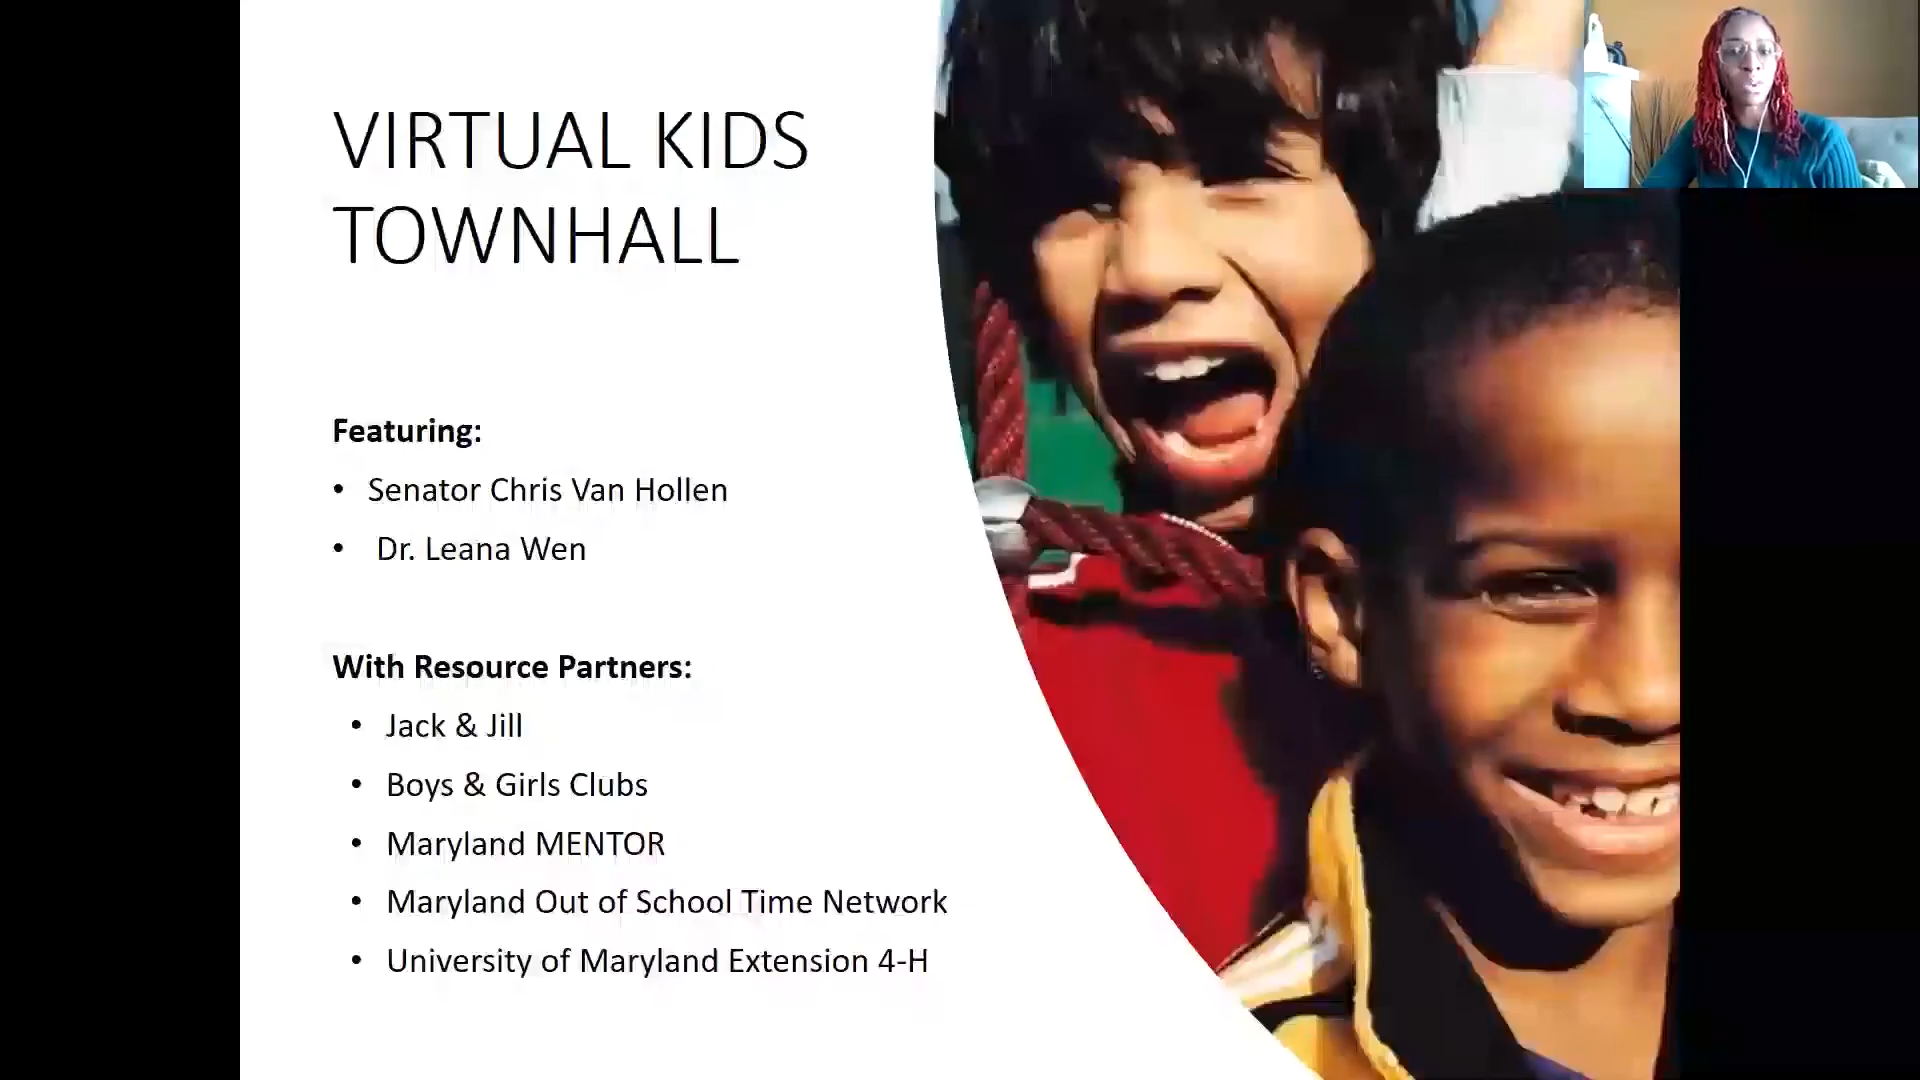 VIRTUAL KIDS
TOWNHALL
Featuring:
• Senator Chris Van Hollen
• Dr. Leana Wen
With Resource Partners:
• Jack & Jill
• Boys & Girls Clubs
• Maryland MENTOR
• Maryland Out of School Time Network
• University of Maryland Extension 4-H